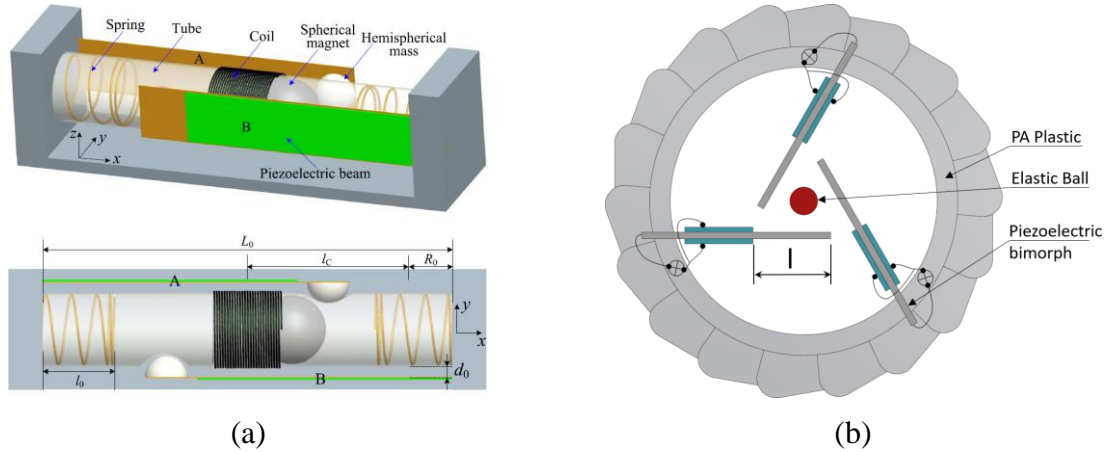 Spring
Tube
Coil
Spherical
magnet
Hemispherical
mass
A
B
z
y
x
Piezoelectric beam
L₀
l_C
R₀
A
y
x
l₀
B
d₀
(a)
PA Plastic
Elastic Ball
Piezoelectric
bimorph
l
(b)